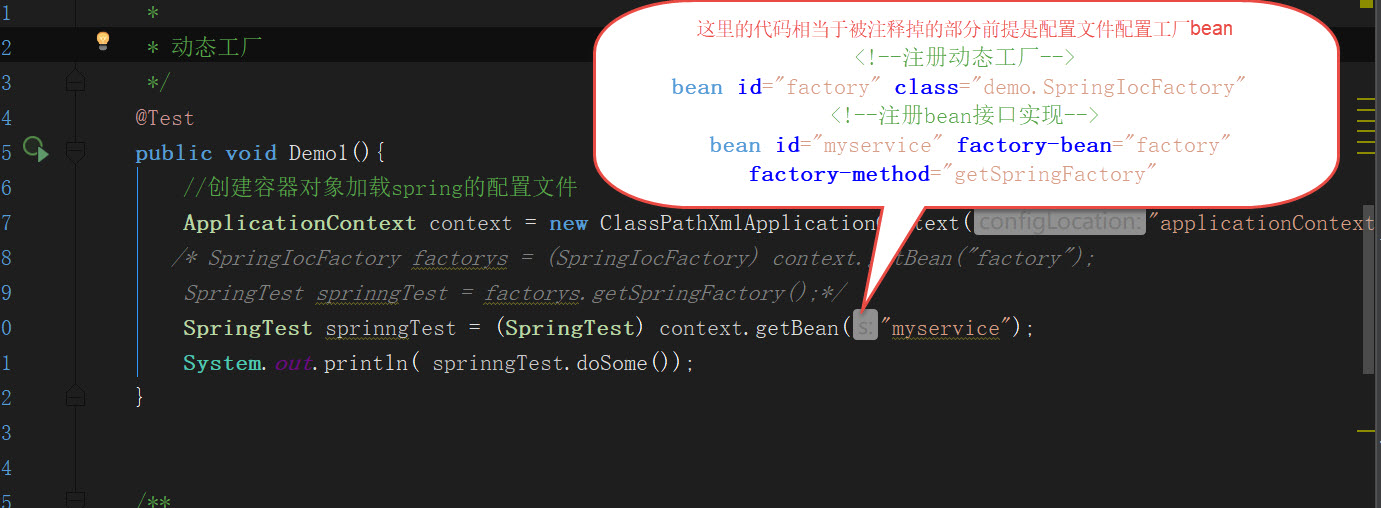 这里的代码相当于被注释掉的部分前提是配置文件配置工厂bean
<!--注册动态工厂-->
bean id="factory" class="demo.SpringIocFactory"
<!--注册bean接口实现-->
bean id="myservice" factory-bean="factory"
factory-method="getSpringFactory"
1 *
2 * 动态工厂
3 */
4 @Test
5 public void Demo1(){
6 //创建容器对象加载spring的配置文件
7 ApplicationContext context = new ClassPathXmlApplication text( configLocation: "applicationContext
8 /* SpringIocFactory factorys = (SpringIocFactory) context. tBean("factory");
9 SpringTest sprinngTest = factorys.getSpringFactory();*/
0 SpringTest sprinngTest = (SpringTest) context.getBean( s: "myservice");
1 System.out.println( sprinngTest.doSome());
2 }
3
4
5 /**